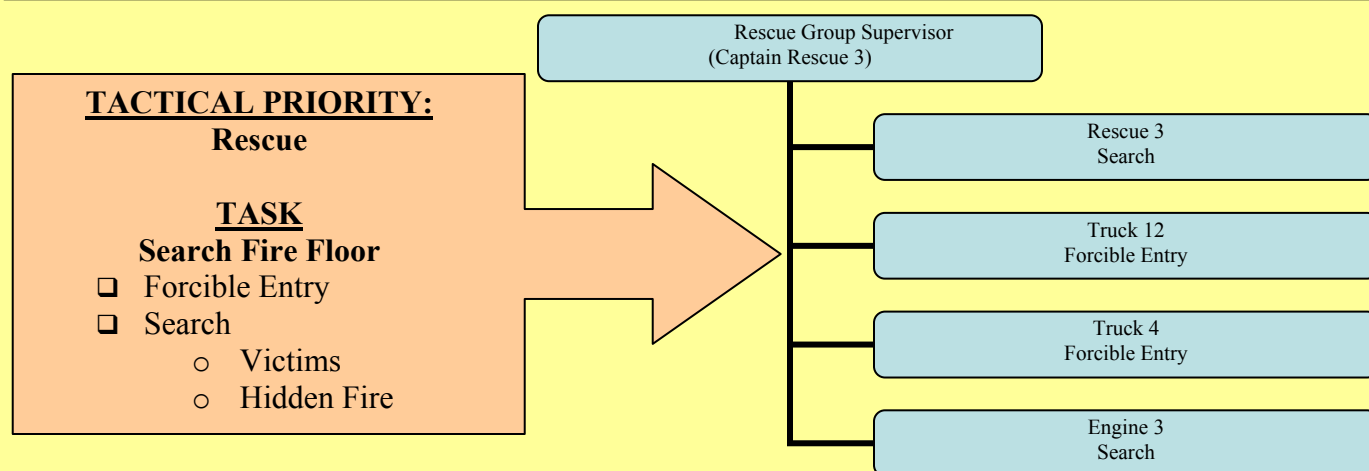 Rescue Group Supervisor
(Captain Rescue 3)
TACTICAL PRIORITY:
Rescue
TASK
Search Fire Floor
❑ Forcible Entry
❑ Search
o Victims
o Hidden Fire
Rescue 3
Search
Truck 12
Forcible Entry
Truck 4
Forcible Entry
Engine 3
Search